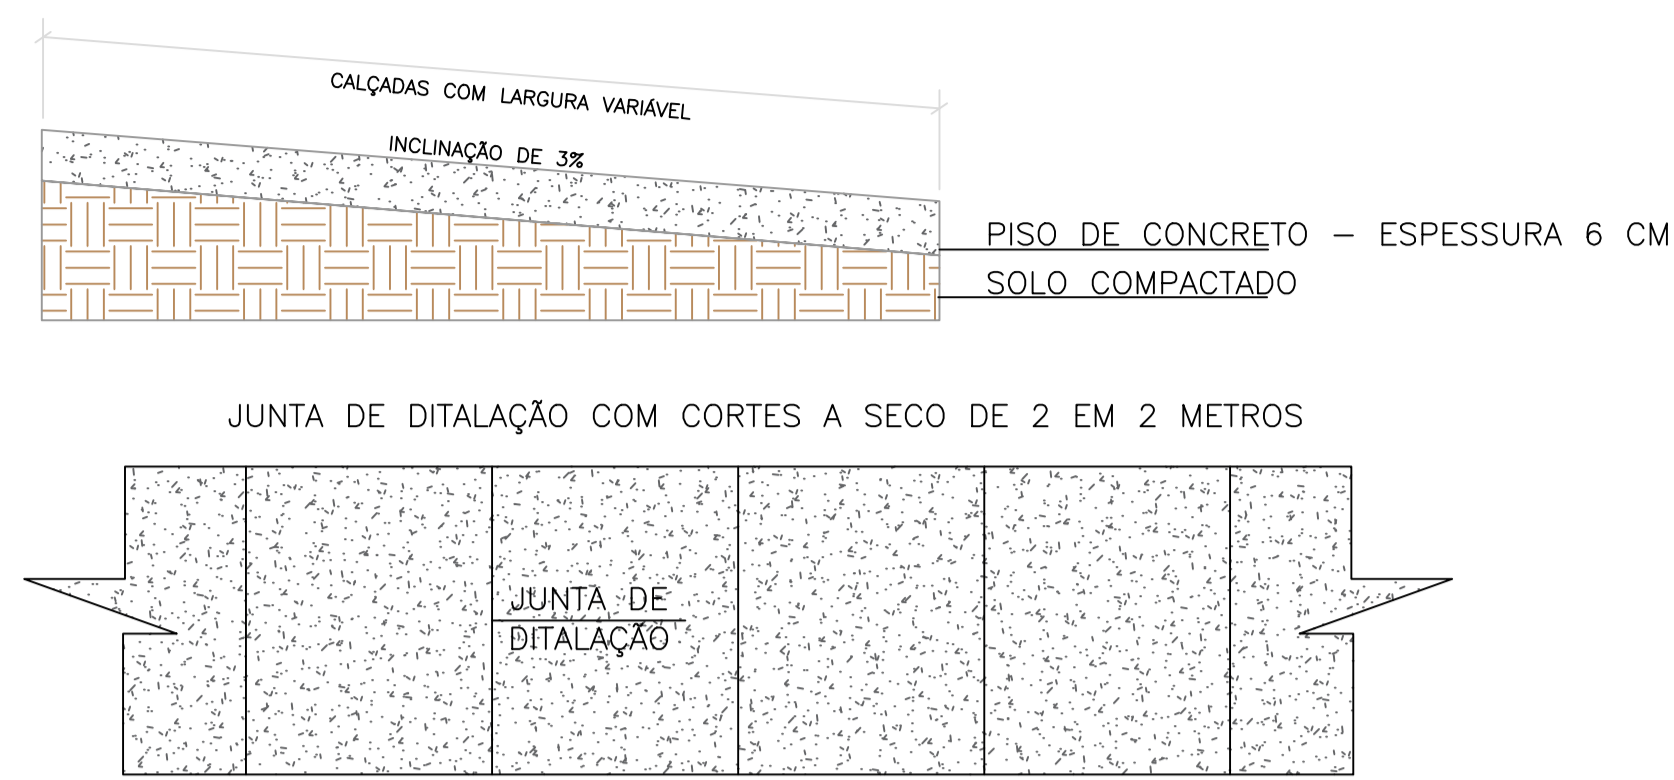 CALÇADAS COM LARGURA VARIÁVEL
INCLINAÇÃO DE 3%
PISO DE CONCRETO – ESPESSURA 6 CM
SOLO COMPACTADO
JUNTA DE DITALAÇÃO COM CORTES A SECO DE 2 EM 2 METROS
JUNTA DE
DITALAÇÃO